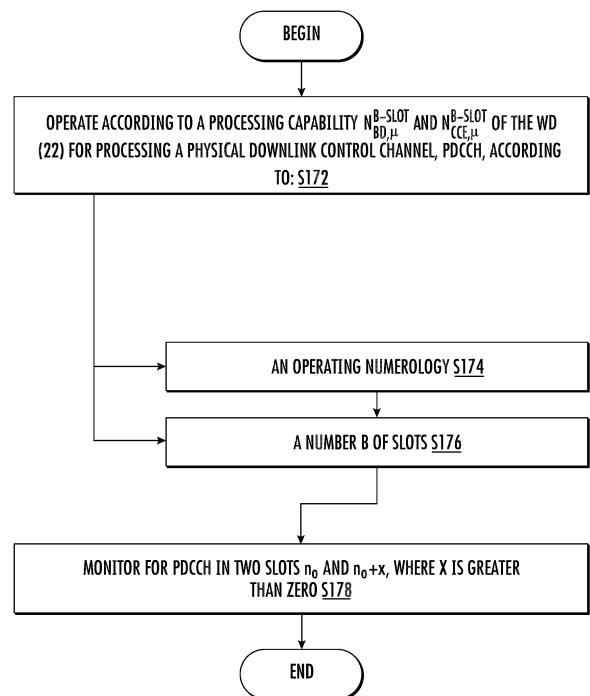 BEGIN
OPERATE ACCORDING TO A PROCESSING CAPABILITY N^{B-SLOT}_{BD,μ} AND N^{B-SLOT}_{CCE,μ} OF THE WD
(22) FOR PROCESSING A PHYSICAL DOWNLINK CONTROL CHANNEL, PDCCH, ACCORDING
TO: S172
AN OPERATING NUMEROLOGY S174
A NUMBER B OF SLOTS S176
MONITOR FOR PDCCH IN TWO SLOTS n₀ AND n₀+x, WHERE X IS GREATER
THAN ZERO S178
END